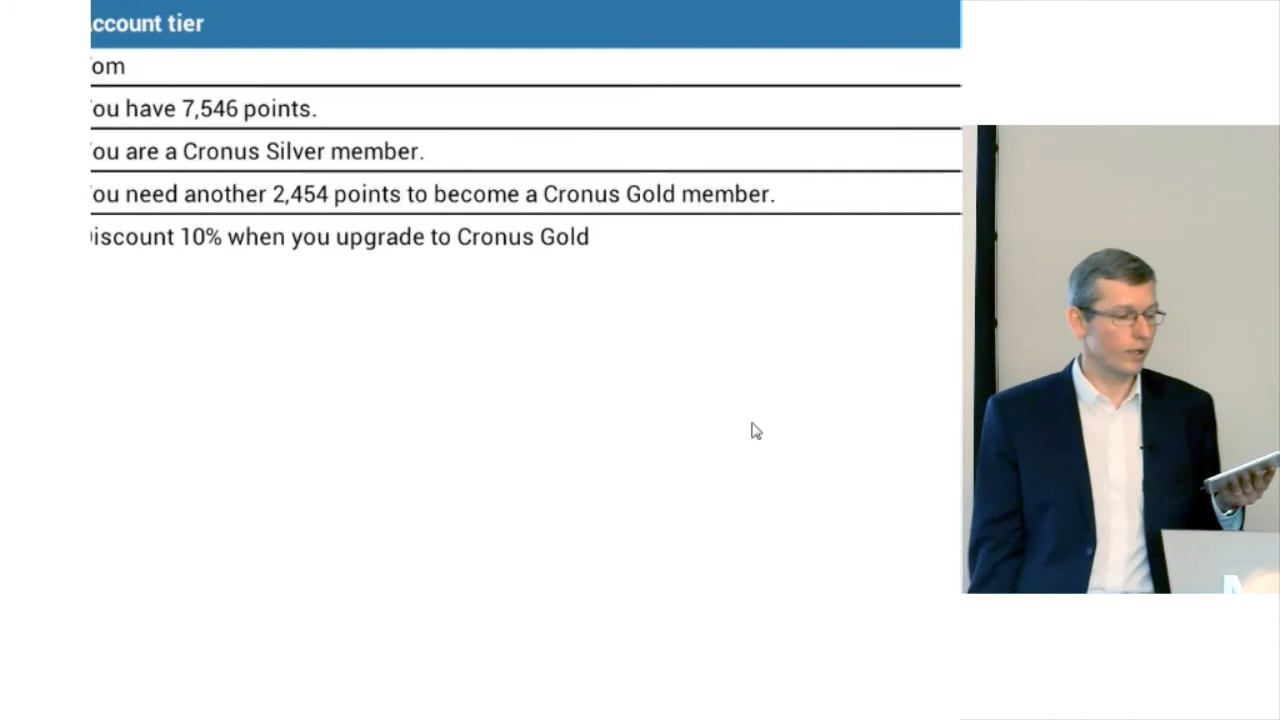 ccount tier
om
ou have 7,546 points.
ou are a Cronus Silver member.
ou need another 2,454 points to become a Cronus Gold member.
iscount 10% when you upgrade to Cronus Gold